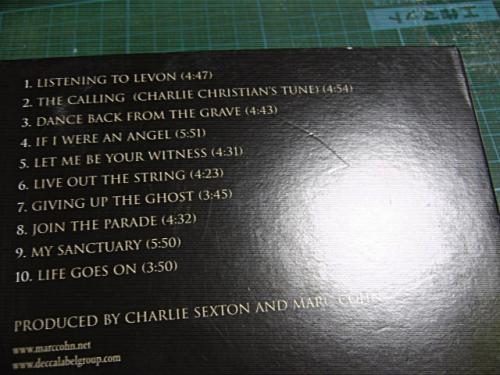 1. LISTENING TO LEVON (4:47)
2. THE CALLING (CHARLIE CHRISTIAN'S TUNE) (4:54)
3. DANCE BACK FROM THE GRAVE (4:43)
4. IF I WERE AN ANGEL (5:51)
5. LET ME BE YOUR WITNESS (4:31)
6. LIVE OUT THE STRING (4:23)
7. GIVING UP THE GHOST (3:45)
8. JOIN THE PARADE (4:32)
9. MY SANCTUARY (5:50)
10. LIFE GOES ON (3:50)
PRODUCED BY CHARLIE SEXTON AND MARC COHN
www.marccohn.net
www.deccalabelgroup.com